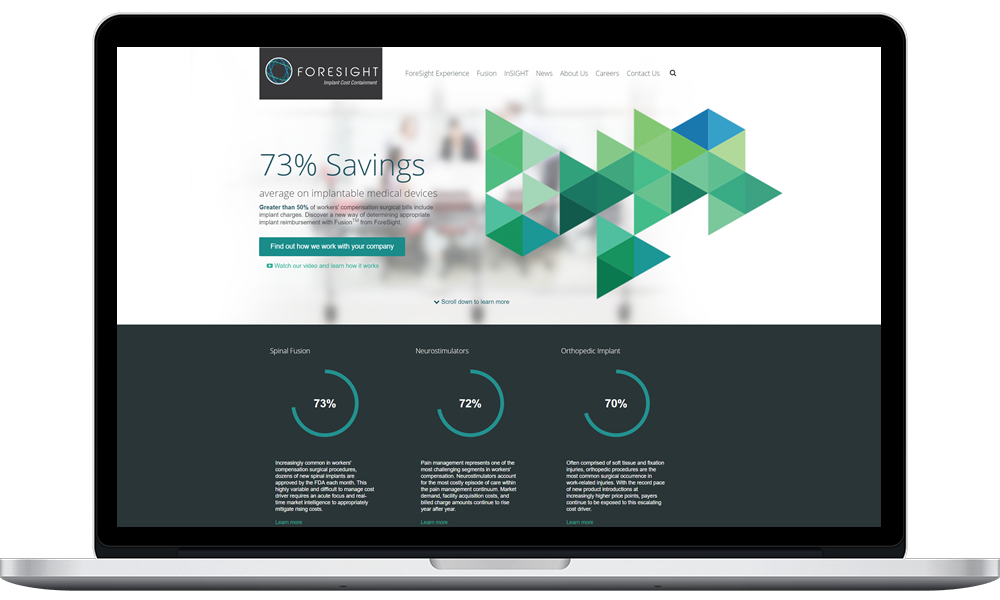 FORESIGHT
Implant Cost Containment
ForeSight Experience Fusion InSIGHT News About Us Careers Contact Us
73% Savings
average on implantable medical devices
Greater than 50% of workers' compensation surgical bills include
implant charges. Discover a new way of determining appropriate
implant reimbursement with Fusion™ from ForeSight.
Find out how we work with your company
Watch our video and learn how it works
Scroll down to learn more
Spinal Fusion
73%
Increasingly common in workers'
compensation surgical procedures,
dozens of new spinal implants are
approved by the FDA each month. This
highly variable and difficult to manage cost
driver requires an acute focus and real-
time market intelligence to appropriately
mitigate rising costs.
Learn more
Neurostimulators
72%
Pain management represents one of the
most challenging segments in workers'
compensation. Neurostimulators account
for the most costly episode of care within
the pain management continuum. Market
demand, facility acquisition costs, and
billed charge amounts continue to rise
year after year.
Learn more
Orthopedic Implant
70%
Often comprised of soft tissue and fixation
injuries, orthopedic procedures are the
most common surgical occurrence in
work-related injuries. With the record pace
of new product introductions at
increasingly higher price points, payers
continue to be exposed to this escalating
cost driver.
Learn more